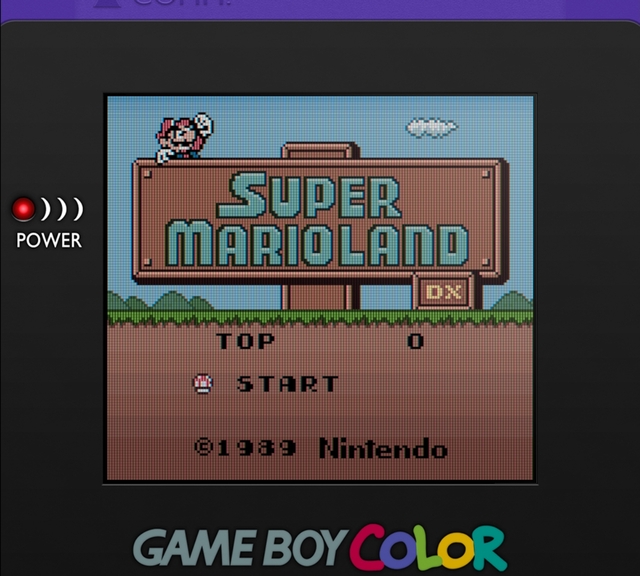 SUPER
MARIOLAND
DX
POWER
TOP 0
START
©1989 Nintendo
GAME BOY COLOR